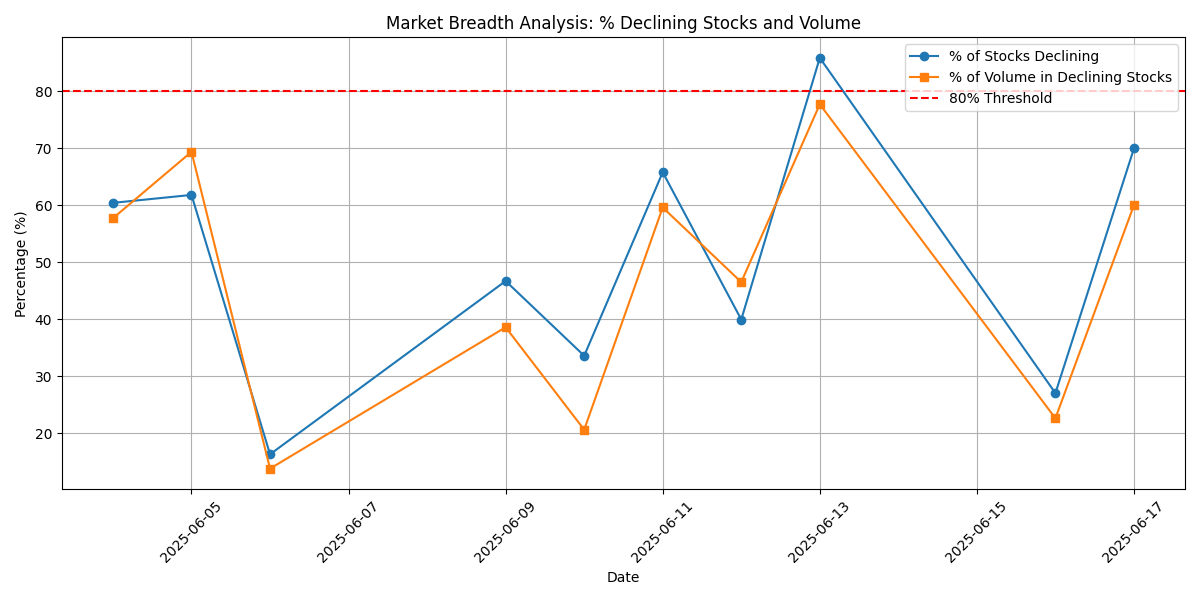 Market Breadth Analysis: % Declining Stocks and Volume
% of Stocks Declining
% of Volume in Declining Stocks
80% Threshold
Percentage (%)
80
70
60
50
40
30
20
2025-06-05
2025-06-07
2025-06-09
2025-06-11
2025-06-13
2025-06-15
2025-06-17
Date